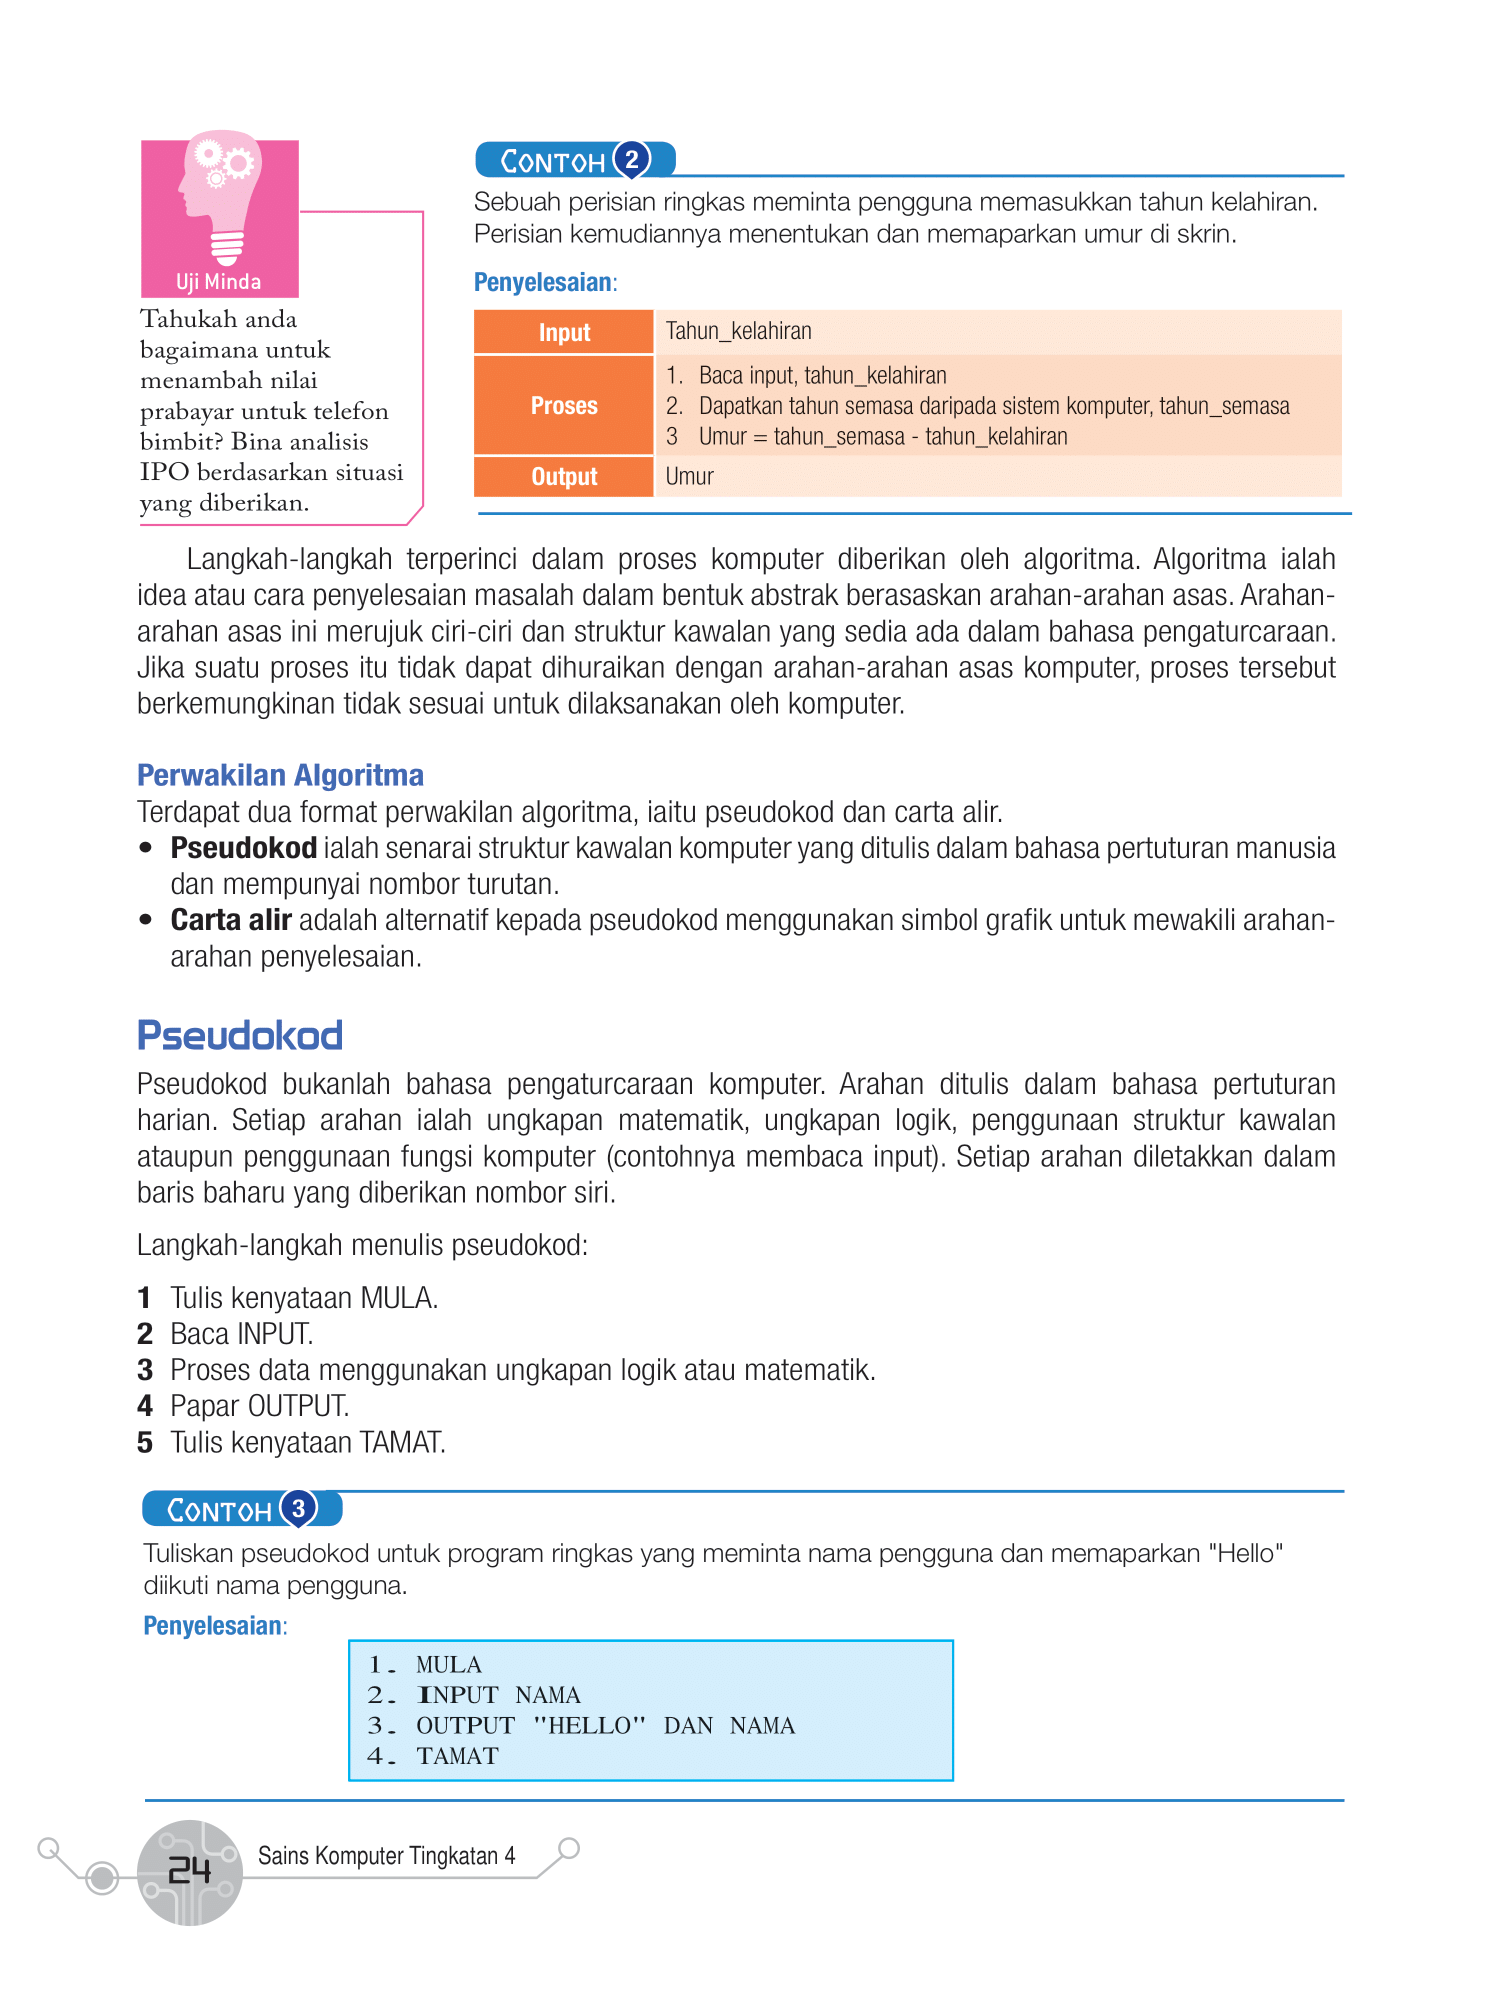 Uji Minda
Tahukah anda
bagaimana untuk
menambah nilai
prabayar untuk telefon
bimbit? Bina analisis
IPO berdasarkan situasi
yang diberikan.
CONTOH 2
Sebuah perisian ringkas meminta pengguna memasukkan tahun kelahiran.
Perisian kemudiannya menentukan dan memaparkan umur di skrin.
Penyelesaian:
Input Tahun_kelahiran
Proses
1. Baca input, tahun_kelahiran
2. Dapatkan tahun semasa daripada sistem komputer, tahun_semasa
3 Umur = tahun_semasa - tahun_kelahiran
Output Umur
Langkah-langkah terperinci dalam proses komputer diberikan oleh algoritma. Algoritma ialah
idea atau cara penyelesaian masalah dalam bentuk abstrak berasaskan arahan-arahan asas. Arahan-
arahan asas ini merujuk ciri-ciri dan struktur kawalan yang sedia ada dalam bahasa pengaturcaraan.
Jika suatu proses itu tidak dapat dihuraikan dengan arahan-arahan asas komputer, proses tersebut
berkemungkinan tidak sesuai untuk dilaksanakan oleh komputer.
Perwakilan Algoritma
Terdapat dua format perwakilan algoritma, iaitu pseudokod dan carta alir.
• Pseudokod ialah senarai struktur kawalan komputer yang ditulis dalam bahasa pertuturan manusia
dan mempunyai nombor turutan.
• Carta alir adalah alternatif kepada pseudokod menggunakan simbol grafik untuk mewakili arahan-
arahan penyelesaian.
Pseudokod
Pseudokod bukanlah bahasa pengaturcaraan komputer. Arahan ditulis dalam bahasa pertuturan
harian. Setiap arahan ialah ungkapan matematik, ungkapan logik, penggunaan struktur kawalan
ataupun penggunaan fungsi komputer (contohnya membaca input). Setiap arahan diletakkan dalam
baris baharu yang diberikan nombor siri.
Langkah-langkah menulis pseudokod:
1 Tulis kenyataan MULA.
2 Baca INPUT.
3 Proses data menggunakan ungkapan logik atau matematik.
4 Papar OUTPUT.
5 Tulis kenyataan TAMAT.
CONTOH 3
Tuliskan pseudokod untuk program ringkas yang meminta nama pengguna dan memaparkan "Hello"
diikuti nama pengguna.
Penyelesaian:
1. MULA
2. INPUT NAMA
3. OUTPUT "HELLO" DAN NAMA
4. TAMAT
24 Sains Komputer Tingkatan 4